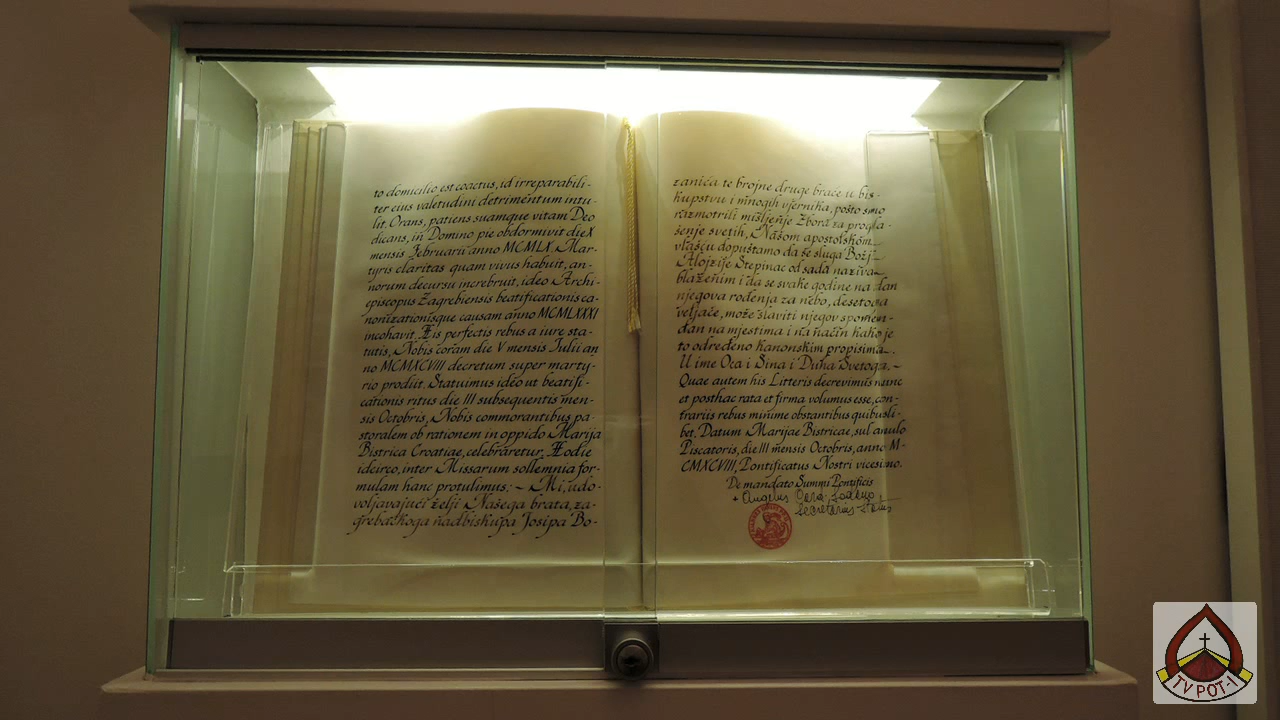 to domicilio est coactus, id irreparabili-
ter eius valetudini detrimentum intu-
lit. Orans, patiens suamque vitam Deo
dicans, in Domino pie obdormivit die X
mensis Februarii anno MCMLX. Mar-
tyris claritas quam vivus habuit, an-
norum decursu increbruit, ideo Archi-
episcopus Zagrebiensis beatificationis ca-
nonizationisque causam anno MCMLXXXI
incohavit. His perfectis rebus a iure sta-
tutis, Nobis coram die V mensis Iulii an
no MCMXCVIII decretum super marty-
rio prodiit. Statuimus ideo ut beatifi-
cationis ritus die III subsequentis men-
sis Octobris, Nobis commorantibus pa-
storalem ob rationem in oppido Marija
Bistrica Croatiae, celebraretur. Hodie
idcirco, inter Missarum sollemnia for-
mulam hanc protulimus: ~ Mi, udo-
voljavajući želji Našega brata, za-
grebačkoga nadbiskupa Josipa Bo-
zanića te brojne druge braće u bis-
kupstvu i mnogih vjernika, pošto smo
razmotrili mišljenje Zbora za progla-
šenje svetih, Našom apostolskom
vlašću dopuštamo da se sluga Božji
Alojzije Stepinac od sada naziva
blaženim i da se svake godine na dan
njegova rođenja za nebo, desetoga
veljače, može slaviti njegov spomen-
dan na mjestima i na način kako je
to određeno kanonskim propisima.
U ime Oca i Sina i Duha Svetoga. ~
Quae autem his Litteris decrevimus nunc
et posthac rata et firma volumus esse, con-
trariis rebus minime obstantibus quibusli-
bet. Datum Marijae Bistricae, sub anulo
Piscatoris, die III mensis Octobris, anno M-
CMXCVIII, Pontificatus Nostri vicesimo.
De mandato Summi Pontificis
+ Angelus Card. Sodano
Secretarius Status
TV POT-1